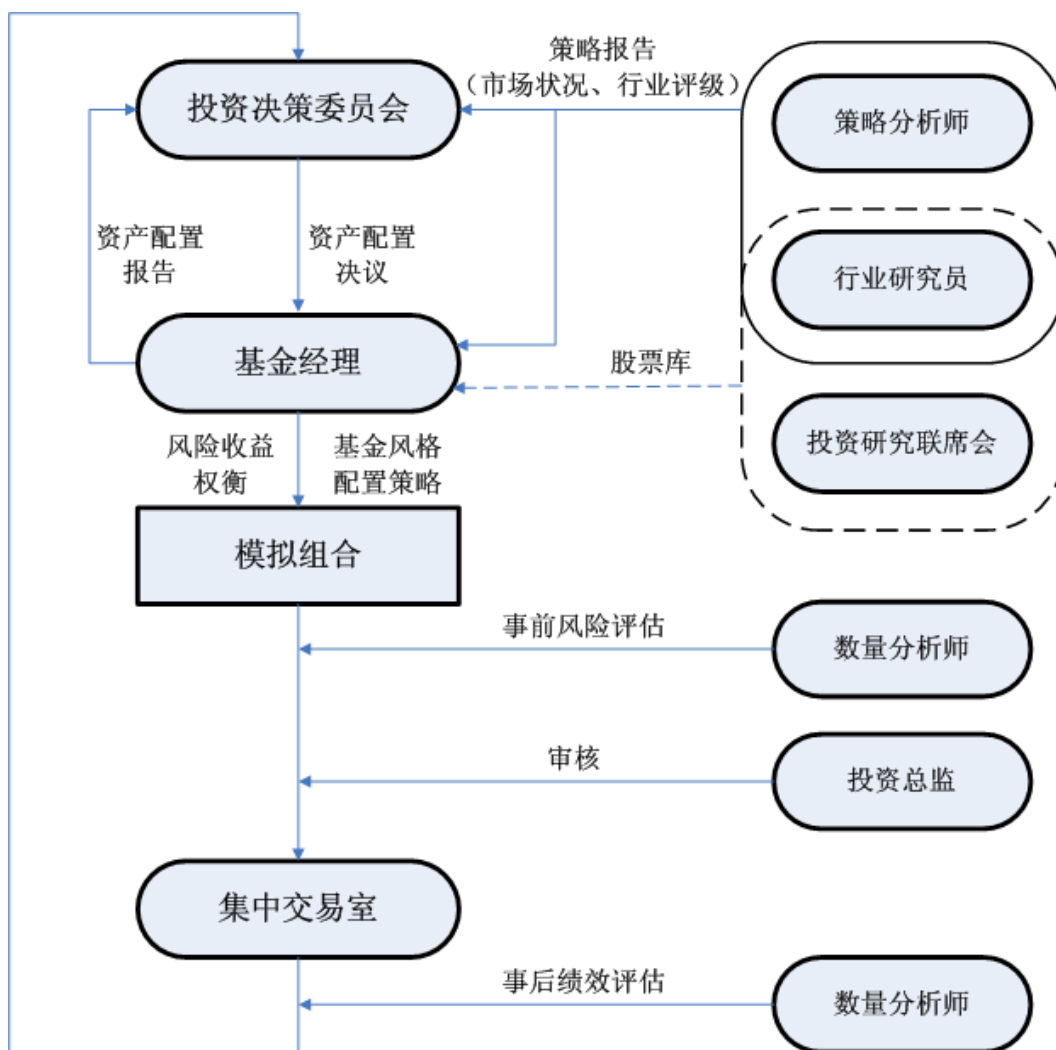 策略报告
（市场状况、行业评级）
投资决策委员会
策略分析师
资产配置
报告
资产配置
决议
行业研究员
基金经理
股票库
风险收益
权衡
基金风格
配置策略
投资研究联席会
模拟组合
事前风险评估
数量分析师
审核
投资总监
集中交易室
事后绩效评估
数量分析师